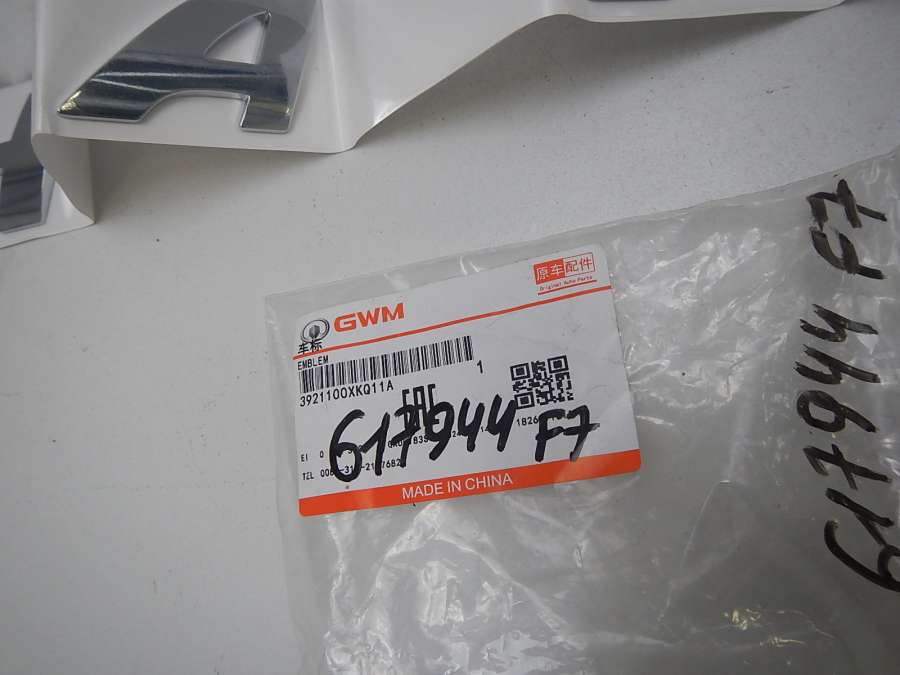 A
原车配件
Original Auto Parts
GWM
车标
EMBLEM
1
3921100XKQ11A
EAC
617944 F7
TEL
MADE IN CHINA
617944 F7